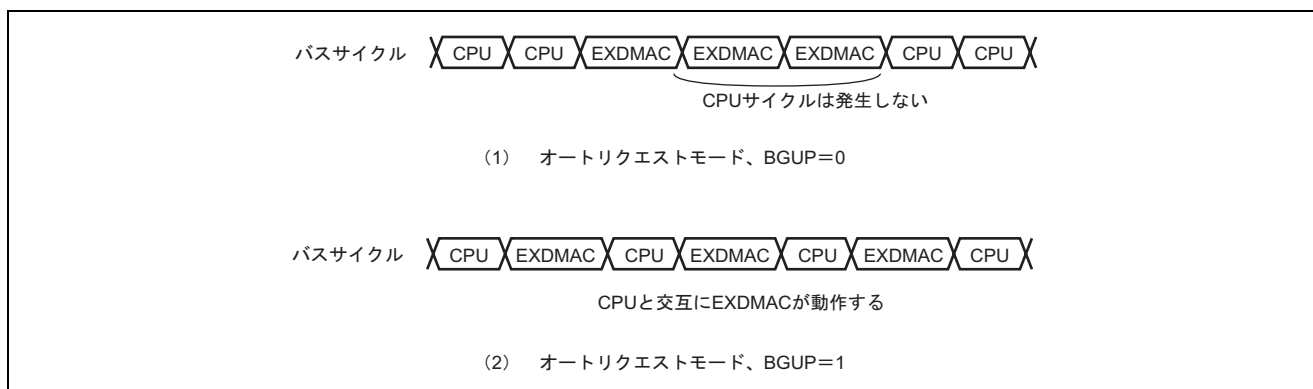 バスサイクル CPU CPU EXDMAC EXDMAC EXDMAC CPU CPU
CPUサイクルは発生しない
(1) オートリクエストモード、BGUP=0
バスサイクル CPU EXDMAC CPU EXDMAC CPU EXDMAC CPU
CPUと交互にEXDMACが動作する
(2) オートリクエストモード、BGUP=1